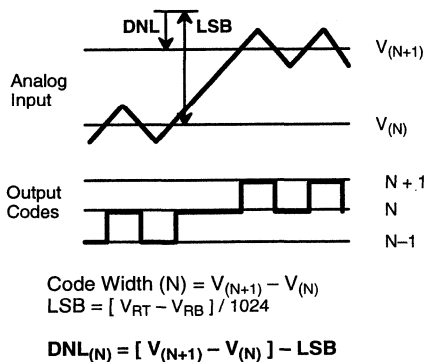 DNL LSB
V(N+1)
Analog
Input
V(N)
Output
Codes
N + 1
N
N–1
Code Width (N) = V(N+1) – V(N)
LSB = [ VRT – VRB ] / 1024
DNL(N) = [ V(N+1) – V(N) ] – LSB